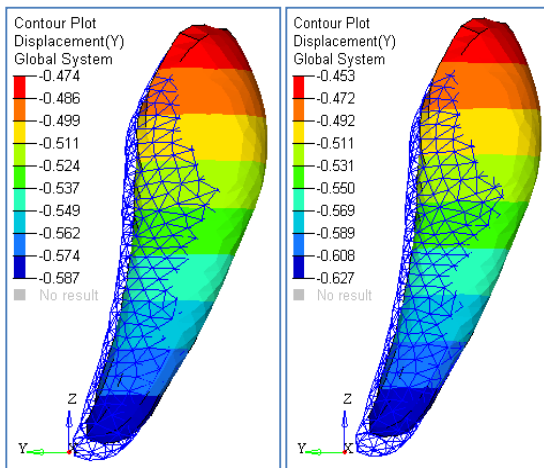 Contour Plot
Displacement(Y)
Global System
-0.474
-0.486
-0.499
-0.511
-0.524
-0.537
-0.549
-0.562
-0.574
-0.587
No result
Z
Y
X
Contour Plot
Displacement(Y)
Global System
-0.453
-0.472
-0.492
-0.511
-0.531
-0.550
-0.569
-0.589
-0.608
-0.627
No result
Z
Y
X